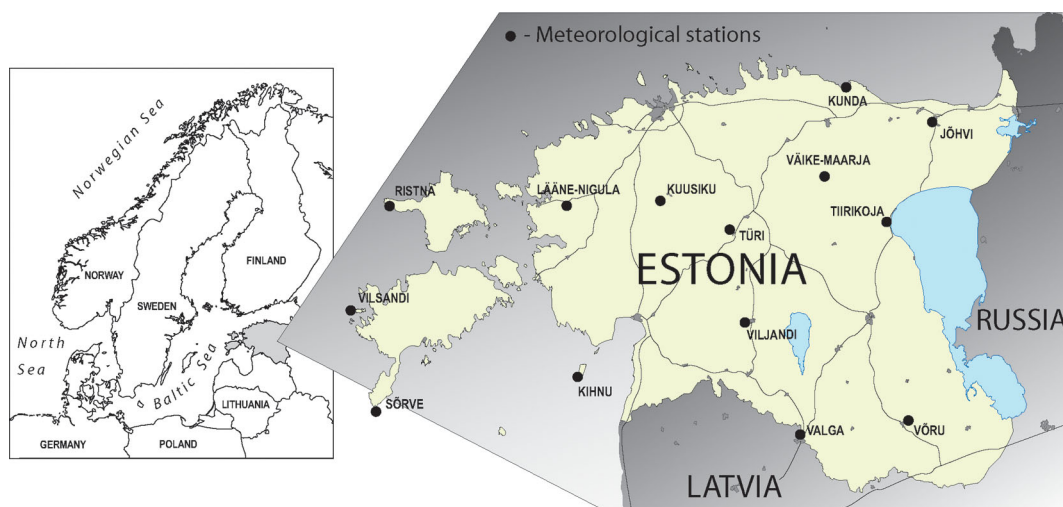 ● - Meteorological stations
Norwegian Sea
NORWAY
FINLAND
SWEDEN
North
Sea
Baltic Sea
LITHUANIA
GERMANY
POLAND
KUNDA
JÕHVI
VÄIKE-MAARJA
RISTNA
LÄÄNE-NIGULA
KUUSIKU
TIIRIKOJA
TÜRI
ESTONIA
VILSANDI
RUSSIA
VILJANDI
KIHNU
SÕRVE
VALGA
VÕRU
LATVIA